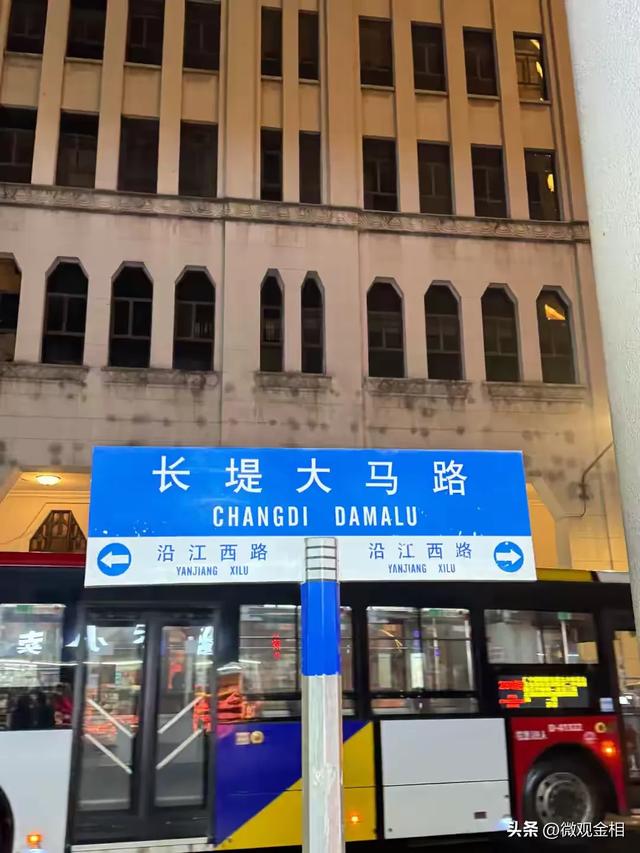 长堤大马路
CHANGDI DAMALU
沿江西路 沿江西路
YANJIANG XILU YANJIANG XILU
D-61322
头条 @微观金相